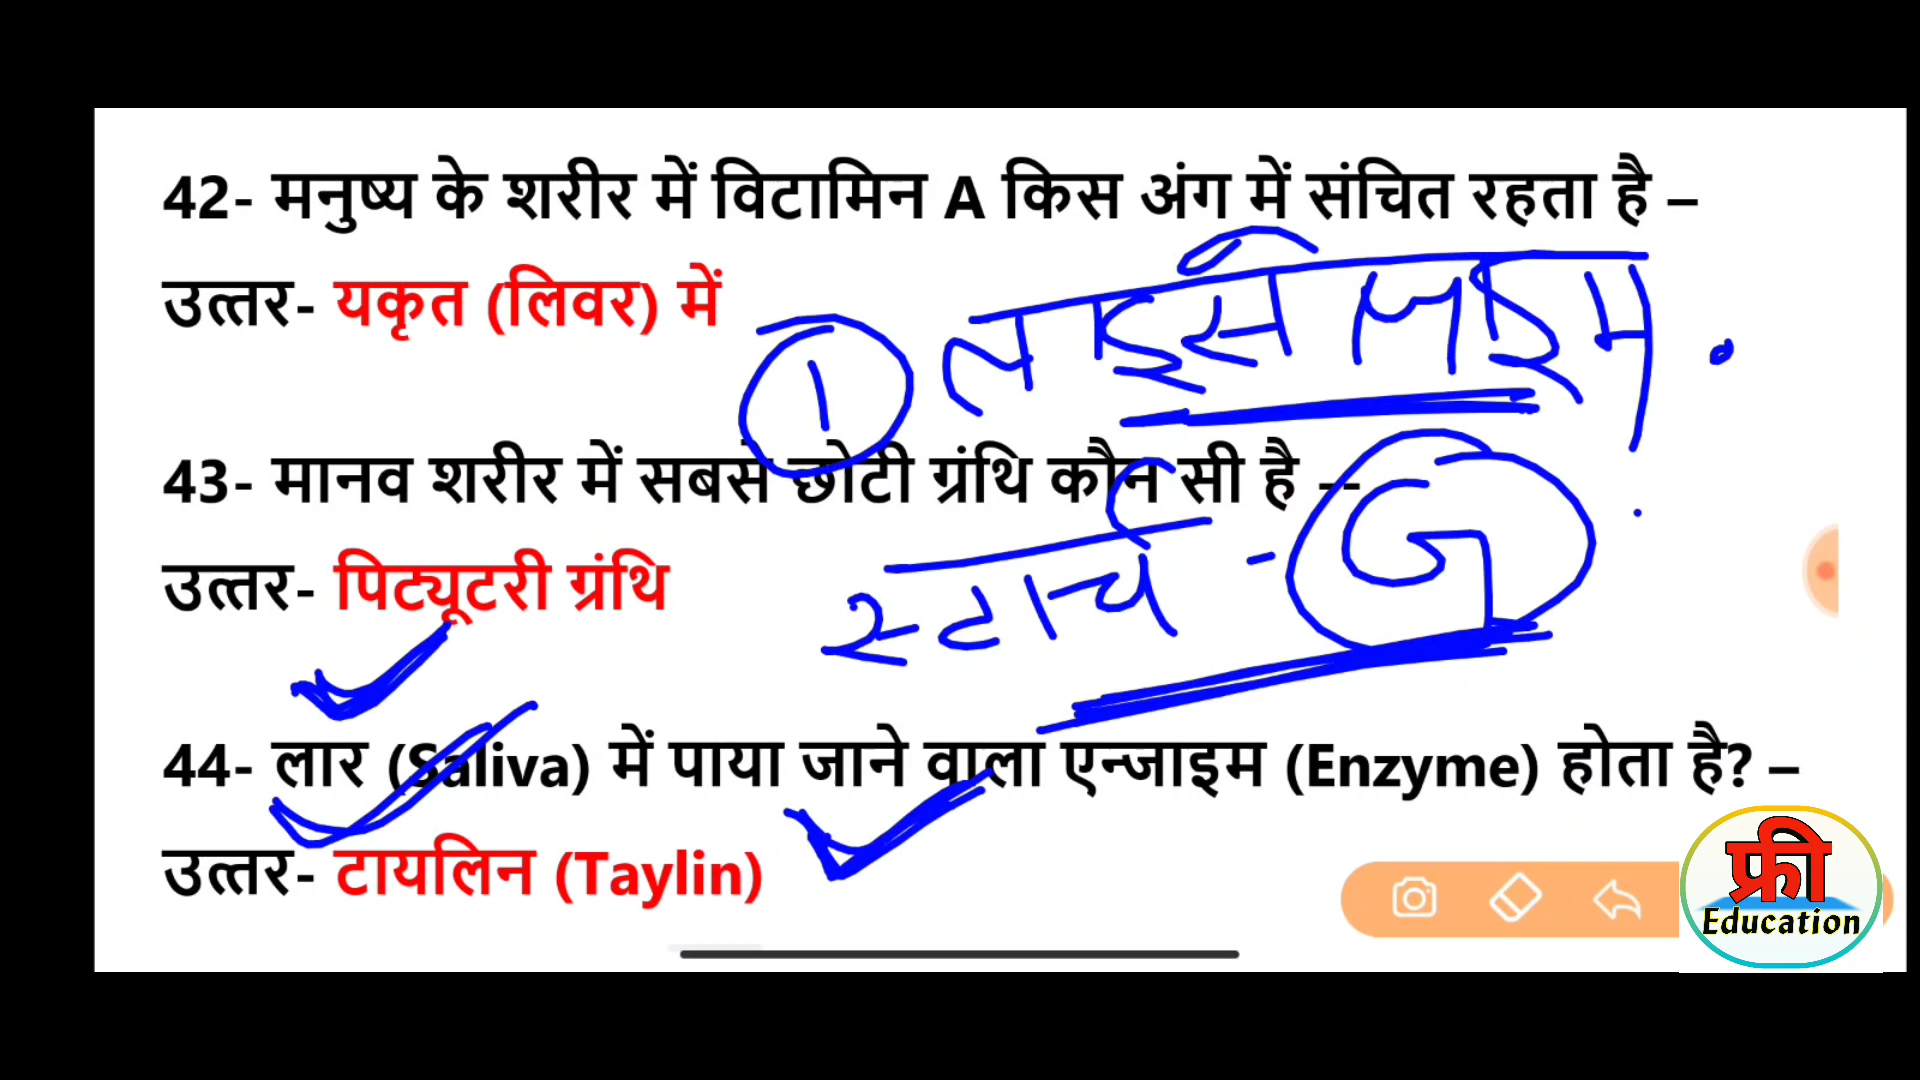 42- मनुष्य के शरीर में विटामिन A किस अंग में संचित रहता है –
उत्तर- यकृत (लिवर) में
1
43- मानव शरीर में सबसे छोटी ग्रंथि कौन सी है --
उत्तर- पिट्यूटरी ग्रंथि
स्टार्च - G
44- लार (Saliva) में पाया जाने वाला एन्जाइम (Enzyme) होता है? –
उत्तर- टायलिन (Taylin)
फ्री
Education